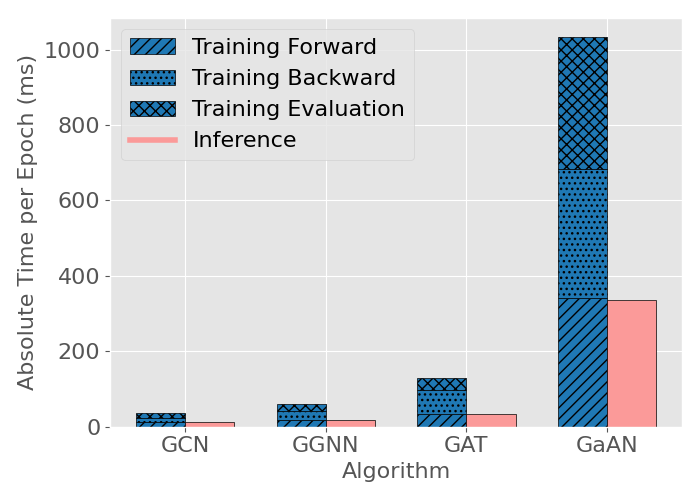 Training Forward
Training Backward
Training Evaluation
Inference
Absolute Time per Epoch (ms)
1000
800
600
400
200
0
GCN
GGNN
GAT
GaAN
Algorithm